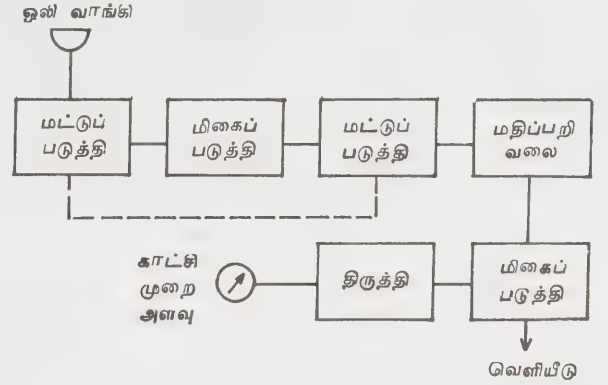 ஒலி வாங்கி
மட்டுப்
படுத்தி
மிகைப்
படுத்தி
மட்டுப்
படுத்தி
மதிப்பறி
வலை
காட்சி
முறை
அளவு
திருத்தி
மிகைப்
படுத்தி
வெளியீடு